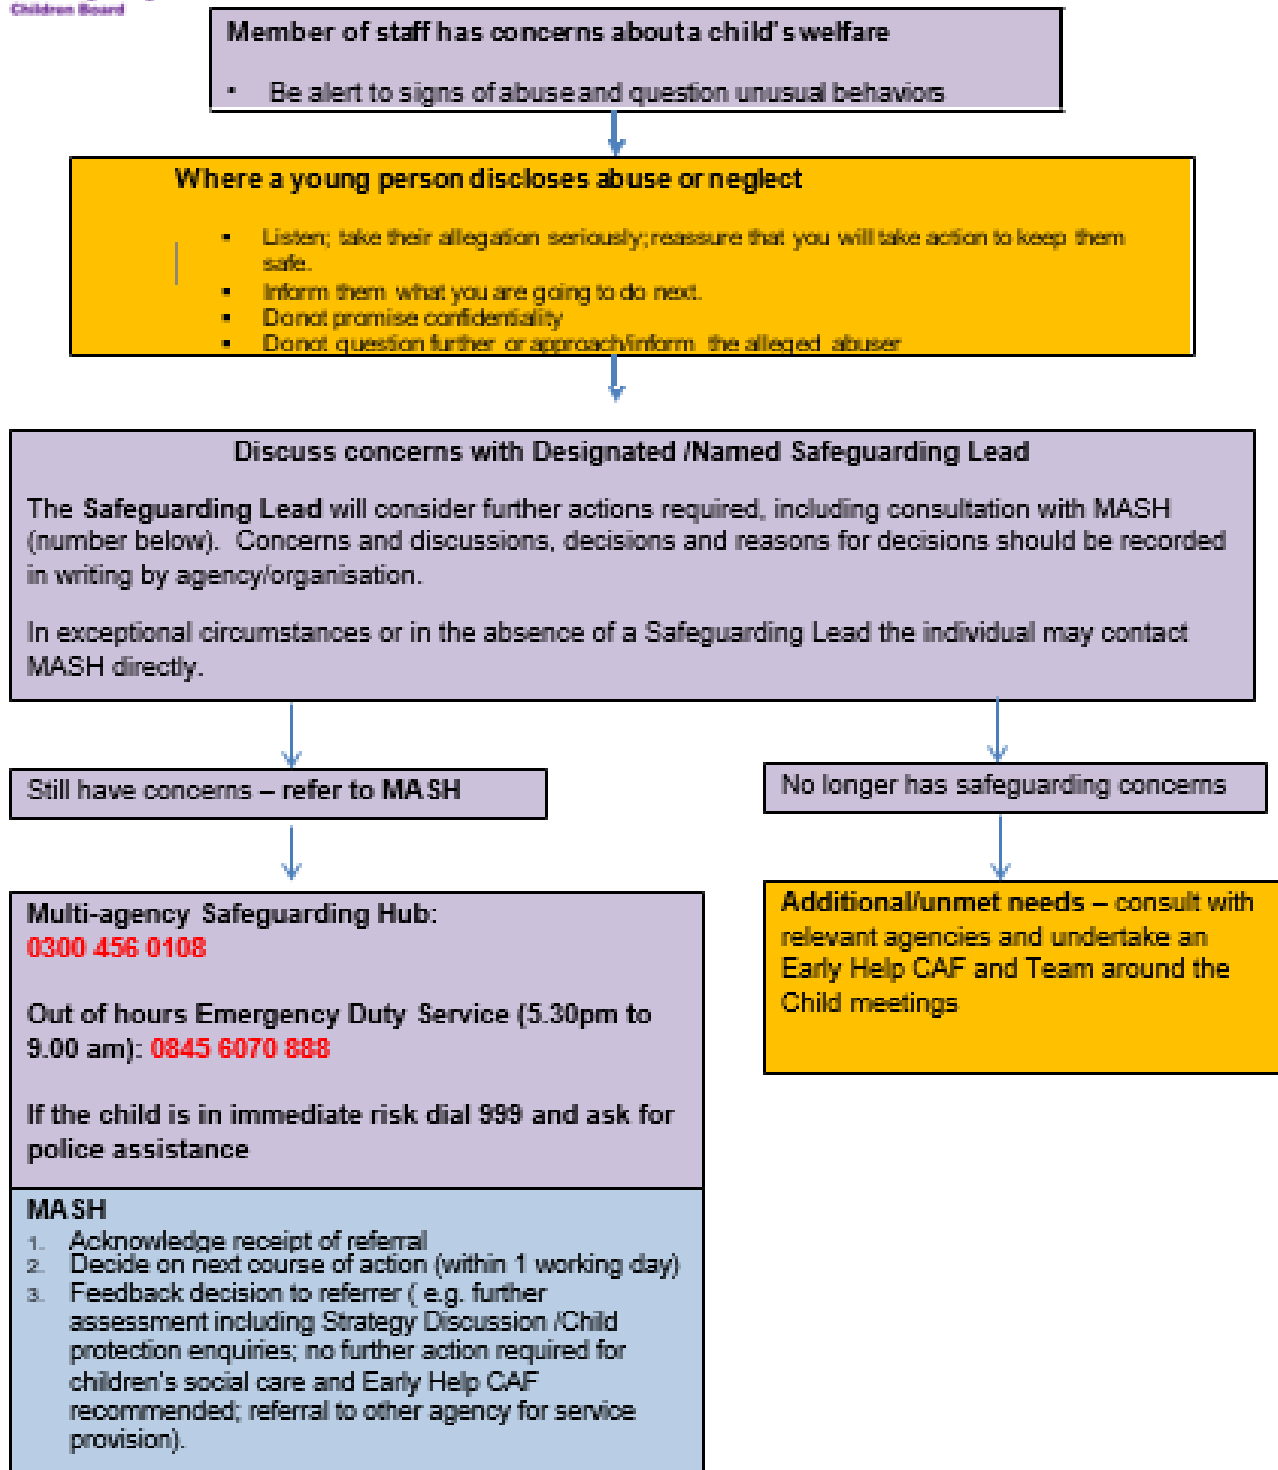 Children Board
Member of staff has concerns about a child's welfare
▪ Be alert to signs of abuse and question unusual behaviors
Where a young person discloses abuse or neglect
▪ Listen; take their allegation seriously; reassure that you will take action to keep them
safe.
▪ Inform them what you are going to do next.
▪ Do not promise confidentiality
▪ Do not question further or approach/inform the alleged abuser
Discuss concerns with Designated /Named Safeguarding Lead
The Safeguarding Lead will consider further actions required, including consultation with MASH
(number below). Concerns and discussions, decisions and reasons for decisions should be recorded
in writing by agency/organisation.
In exceptional circumstances or in the absence of a Safeguarding Lead the individual may contact
MASH directly.
Still have concerns – refer to MASH
No longer has safeguarding concerns
Multi-agency Safeguarding Hub:
0300 456 0108
Out of hours Emergency Duty Service (5.30pm to
9.00 am): 0845 6070 888
If the child is in immediate risk dial 999 and ask for
police assistance
Additional/unmet needs – consult with
relevant agencies and undertake an
Early Help CAF and Team around the
Child meetings
MASH
1. Acknowledge receipt of referral
2. Decide on next course of action (within 1 working day)
3. Feedback decision to referrer ( e.g. further
assessment including Strategy Discussion /Child
protection enquiries; no further action required for
children's social care and Early Help CAF
recommended; referral to other agency for service
provision).